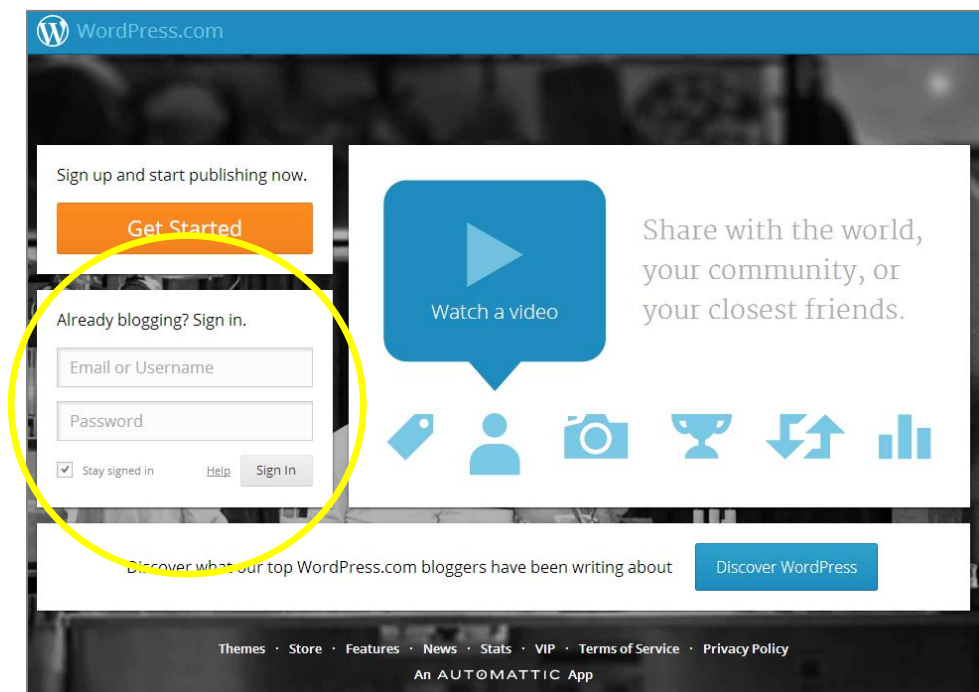 WordPress.com
Sign up and start publishing now.
Get Started
Already blogging? Sign in.
Email or Username
Password
Stay signed in Help Sign In
Watch a video
Share with the world,
your community, or
your closest friends.
Discover what our top WordPress.com bloggers have been writing about
Discover WordPress
Themes · Store · Features · News · Stats · VIP · Terms of Service · Privacy Policy
An AUTOMATTIC App